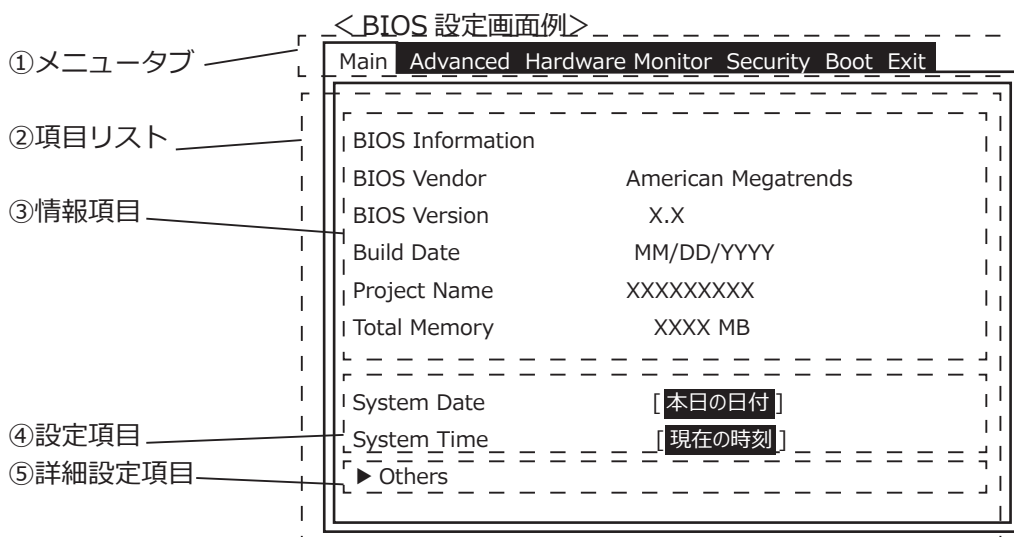 ＜BIOS 設定画面例＞
①メニュータブ
Main Advanced Hardware Monitor Security Boot Exit
②項目リスト
BIOS Information
BIOS Vendor American Megatrends
③情報項目
BIOS Version X.X
Build Date MM/DD/YYYY
Project Name XXXXXXXXX
Total Memory XXXX MB
System Date [本日の日付]
④設定項目
System Time [現在の時刻]
⑤詳細設定項目
▶ Others